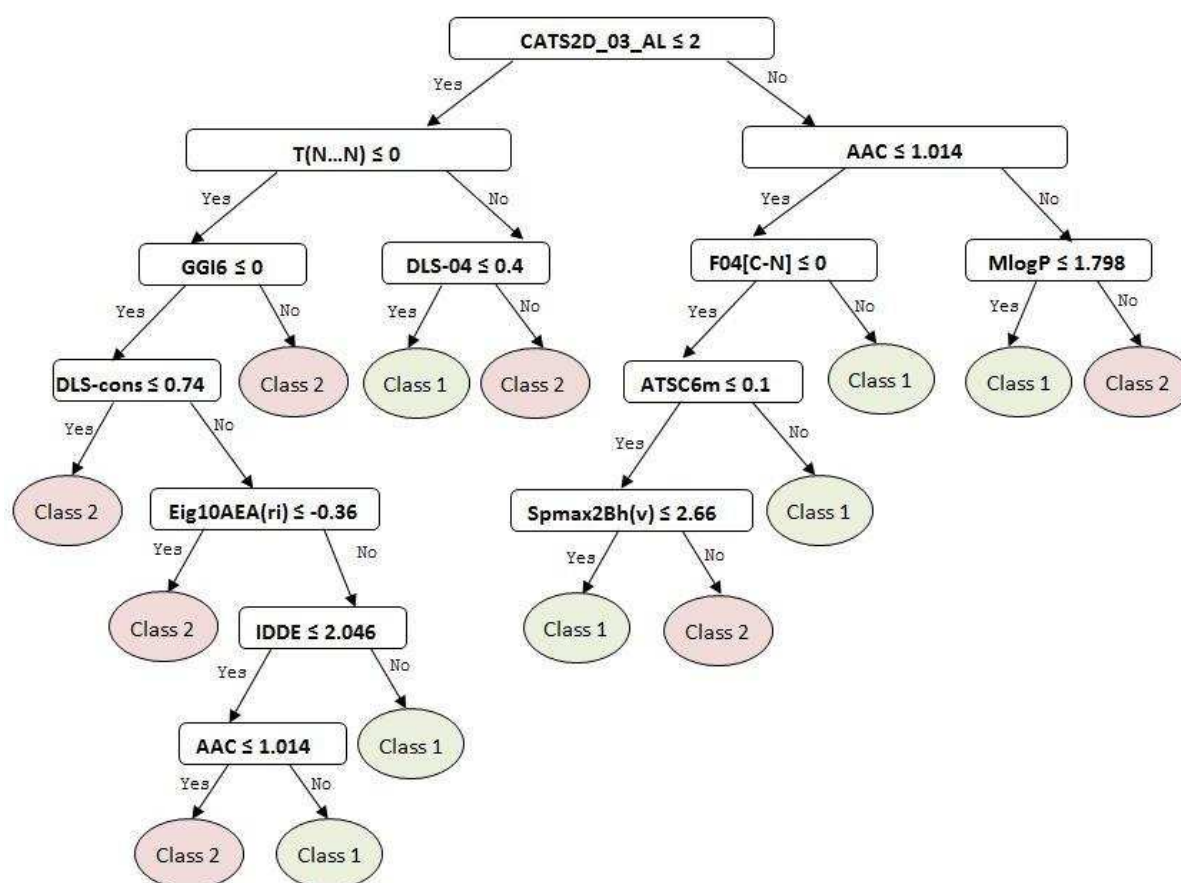 CATS2D_03_AL ≤ 2
Yes
No
T(N...N) ≤ 0
AAC ≤ 1.014
Yes
No
Yes
No
GGI6 ≤ 0
DLS-04 ≤ 0.4
F04[C-N] ≤ 0
MlogP ≤ 1.798
Yes
No
Yes
No
Yes
No
Yes
No
DLS-cons ≤ 0.74
Class 2
Class 1
Class 2
ATSC6m ≤ 0.1
Class 1
Class 1
Class 2
Yes
No
Yes
No
Class 2
Eig10AEA(ri) ≤ -0.36
Spmax2Bh(v) ≤ 2.66
Class 1
Yes
No
Yes
No
Class 2
IDDE ≤ 2.046
Class 1
Class 2
Yes
No
AAC ≤ 1.014
Class 1
Yes
No
Class 2
Class 1